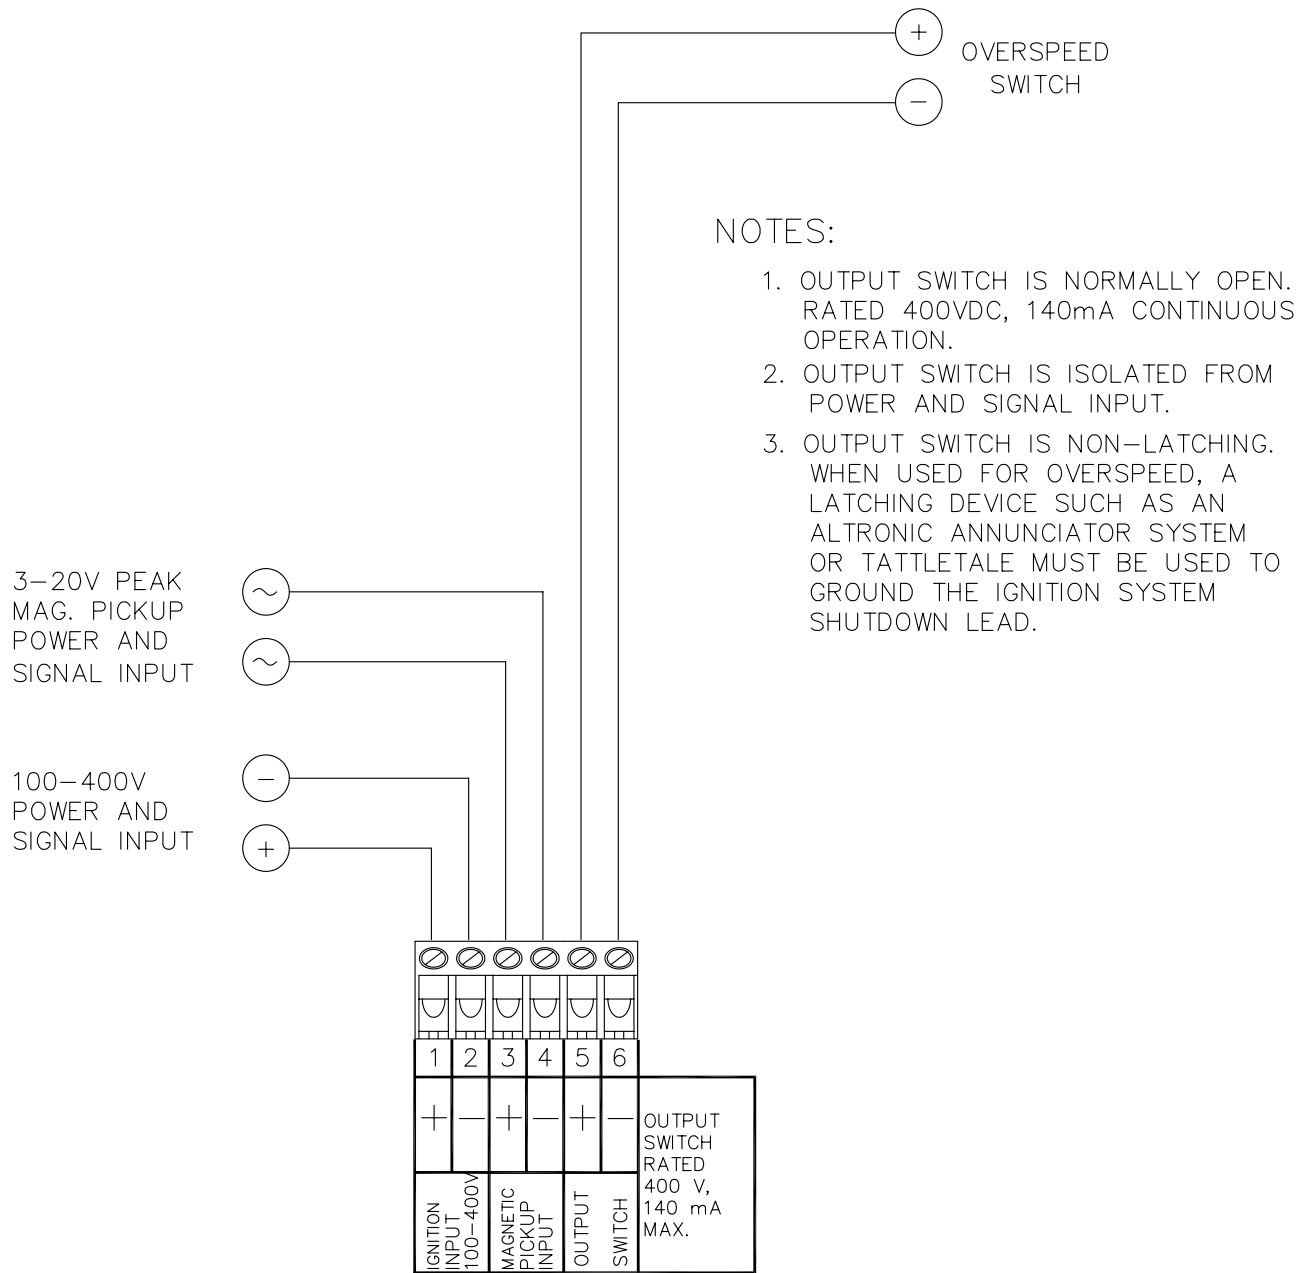 +
OVERSPEED
SWITCH
−
NOTES:
1. OUTPUT SWITCH IS NORMALLY OPEN.
RATED 400VDC, 140mA CONTINUOUS
OPERATION.
2. OUTPUT SWITCH IS ISOLATED FROM
POWER AND SIGNAL INPUT.
3. OUTPUT SWITCH IS NON–LATCHING.
WHEN USED FOR OVERSPEED, A
LATCHING DEVICE SUCH AS AN
ALTRONIC ANNUNCIATOR SYSTEM
OR TATTLETALE MUST BE USED TO
GROUND THE IGNITION SYSTEM
SHUTDOWN LEAD.
3–20V PEAK
MAG. PICKUP
POWER AND
SIGNAL INPUT
~
~
100–400V
POWER AND
SIGNAL INPUT
−
+
1 2 3 4 5 6
+ − + − + −
IGNITION
INPUT
100–400V
MAGNETIC
PICKUP
INPUT
OUTPUT
SWITCH
OUTPUT
SWITCH
RATED
400 V,
140 mA
MAX.